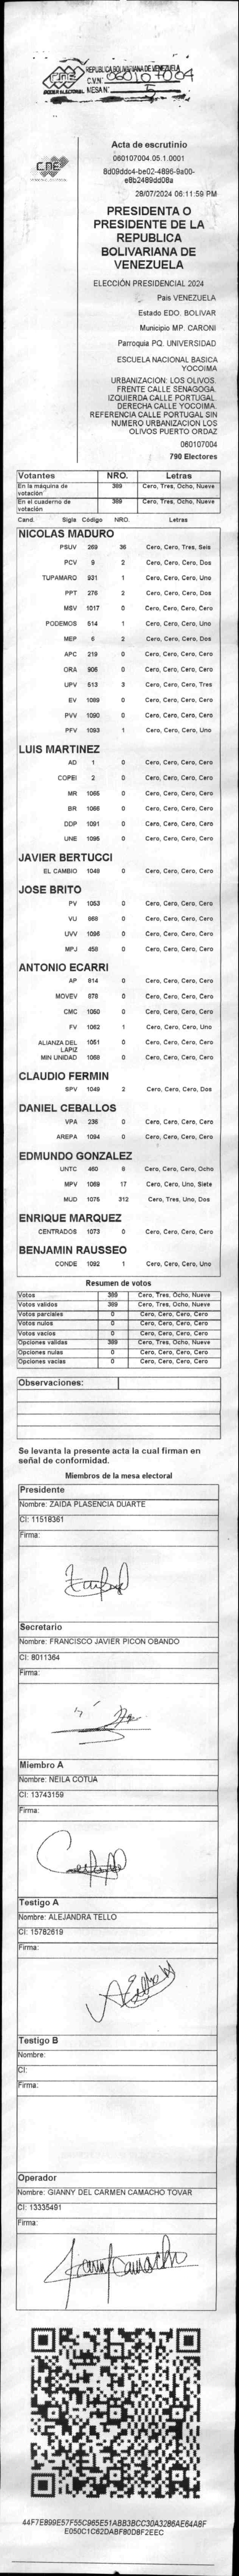 REPUBLICA BOLIVARIANA DE VENEZUELA
CNE
PODER ELECTORAL
C.V.N° 060107004
MESA N° 5
CNE
Acta de escrutinio
060107004.05.1.0001
8d09ddc4-be02-4896-9a00-
e8b2489dd08a
28/07/2024 06:11:59 PM
PRESIDENTA O
PRESIDENTE DE LA
REPUBLICA
BOLIVARIANA DE
VENEZUELA
ELECCIÓN PRESIDENCIAL 2024
Pais VENEZUELA
Estado EDO. BOLIVAR
Municipio MP. CARONI
Parroquia PQ. UNIVERSIDAD
ESCUELA NACIONAL BASICA
YOCOIMA
URBANIZACION: LOS OLIVOS.
FRENTE CALLE SENAGOGA.
IZQUIERDA CALLE PORTUGAL.
DERECHA CALLE YOCOIMA.
REFERENCIA CALLE PORTUGAL SIN
NUMERO URBANIZACION LOS
OLIVOS PUERTO ORDAZ
060107004
790 Electores
Votantes NRO. Letras
En la máquina de votación 389 Cero, Tres, Ocho, Nueve
En el cuaderno de votación 389 Cero, Tres, Ocho, Nueve
Cand. Sigla Código NRO. Letras
NICOLAS MADURO
PSUV 269 36 Cero, Cero, Tres, Seis
PCV 9 2 Cero, Cero, Cero, Dos
TUPAMARO 931 1 Cero, Cero, Cero, Uno
PPT 276 2 Cero, Cero, Cero, Dos
MSV 1017 0 Cero, Cero, Cero, Cero
PODEMOS 514 1 Cero, Cero, Cero, Uno
MEP 6 2 Cero, Cero, Cero, Dos
APC 219 0 Cero, Cero, Cero, Cero
ORA 906 0 Cero, Cero, Cero, Cero
UPV 513 3 Cero, Cero, Cero, Tres
EV 1089 0 Cero, Cero, Cero, Cero
PVV 1090 0 Cero, Cero, Cero, Cero
PFV 1093 1 Cero, Cero, Cero, Uno
LUIS MARTINEZ
AD 1 0 Cero, Cero, Cero, Cero
COPEI 2 0 Cero, Cero, Cero, Cero
MR 1065 0 Cero, Cero, Cero, Cero
BR 1066 0 Cero, Cero, Cero, Cero
DDP 1091 0 Cero, Cero, Cero, Cero
UNE 1095 0 Cero, Cero, Cero, Cero
JAVIER BERTUCCI
EL CAMBIO 1048 0 Cero, Cero, Cero, Cero
JOSE BRITO
PV 1053 0 Cero, Cero, Cero, Cero
VU 868 0 Cero, Cero, Cero, Cero
UVV 1096 0 Cero, Cero, Cero, Cero
MPJ 458 0 Cero, Cero, Cero, Cero
ANTONIO ECARRI
AP 814 0 Cero, Cero, Cero, Cero
MOVEV 878 0 Cero, Cero, Cero, Cero
CMC 1050 0 Cero, Cero, Cero, Cero
FV 1062 1 Cero, Cero, Cero, Uno
ALIANZA DEL LAPIZ 1051 0 Cero, Cero, Cero, Cero
MIN UNIDAD 1068 0 Cero, Cero, Cero, Cero
CLAUDIO FERMIN
SPV 1049 2 Cero, Cero, Cero, Dos
DANIEL CEBALLOS
VPA 236 0 Cero, Cero, Cero, Cero
AREPA 1094 0 Cero, Cero, Cero, Cero
EDMUNDO GONZALEZ
UNTC 460 8 Cero, Cero, Cero, Ocho
MPV 1069 17 Cero, Cero, Uno, Siete
MUD 1075 312 Cero, Tres, Uno, Dos
ENRIQUE MARQUEZ
CENTRADOS 1073 0 Cero, Cero, Cero, Cero
BENJAMIN RAUSSEO
CONDE 1092 1 Cero, Cero, Cero, Uno
Resumen de votos
Votos 389 Cero, Tres, Ocho, Nueve
Votos validos 389 Cero, Tres, Ocho, Nueve
Votos parciales 0 Cero, Cero, Cero, Cero
Votos nulos 0 Cero, Cero, Cero, Cero
Votos vacios 0 Cero, Cero, Cero, Cero
Opciones validas 389 Cero, Tres, Ocho, Nueve
Opciones nulas 0 Cero, Cero, Cero, Cero
Opciones vacias 0 Cero, Cero, Cero, Cero
Observaciones:
Se levanta la presente acta la cual firman en
señal de conformidad.
Miembros de la mesa electoral
Presidente
Nombre: ZAIDA PLASENCIA DUARTE
CI: 11518361
Firma:
Secretario
Nombre: FRANCISCO JAVIER PICON OBANDO
CI: 8011364
Firma:
Miembro A
Nombre: NEILA COTUA
CI: 13743159
Firma:
Testigo A
Nombre: ALEJANDRA TELLO
CI: 15782619
Firma:
Testigo B
Nombre:
CI:
Firma:
Operador
Nombre: GIANNY DEL CARMEN CAMACHO TOVAR
CI: 13335491
Firma:
44F7E899E57F55C965E51ABB3BCC30A3286AE64A8F
E050C1C62DABF80D8F2EEC